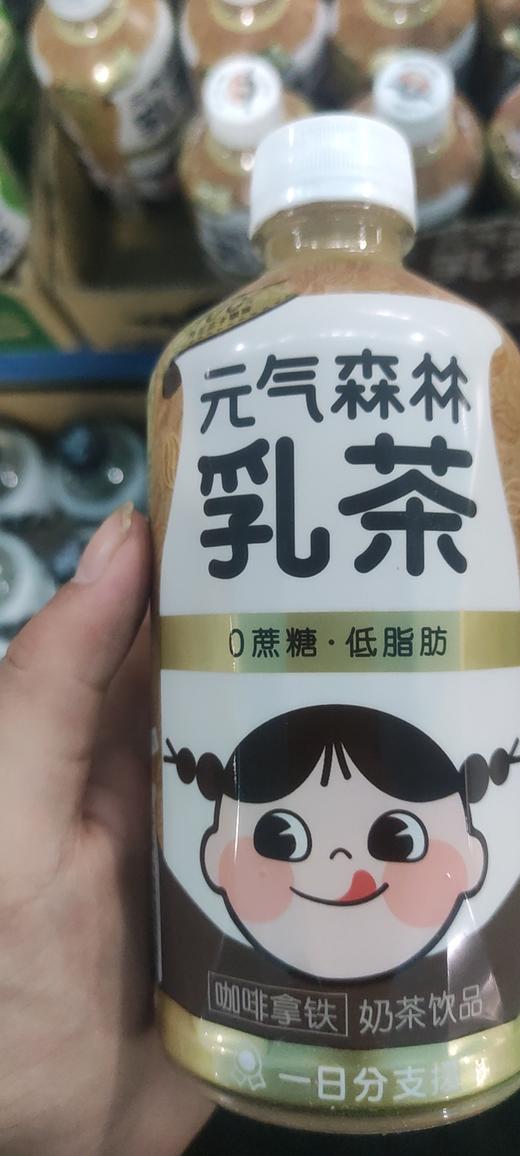 元气森林
乳茶
0蔗糖·低脂肪
咖啡拿铁 奶茶饮品
一日分支援